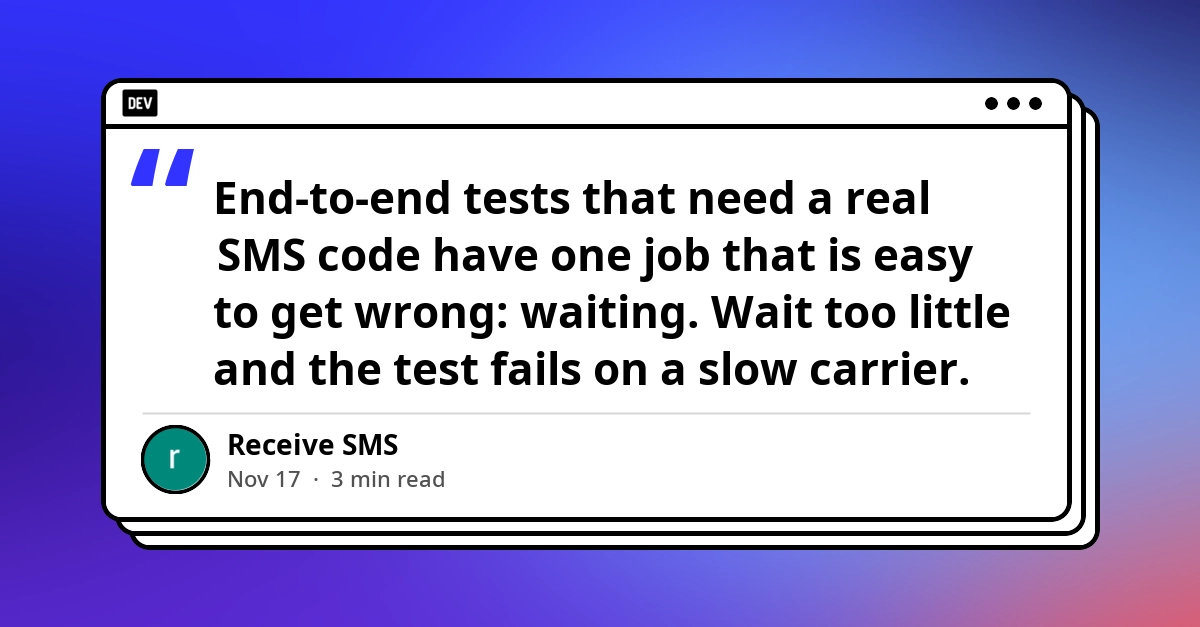 DEV
“
End-to-end tests that need a real
SMS code have one job that is easy
to get wrong: waiting. Wait too little
and the test fails on a slow carrier.
r
Receive SMS
Nov 17 · 3 min read